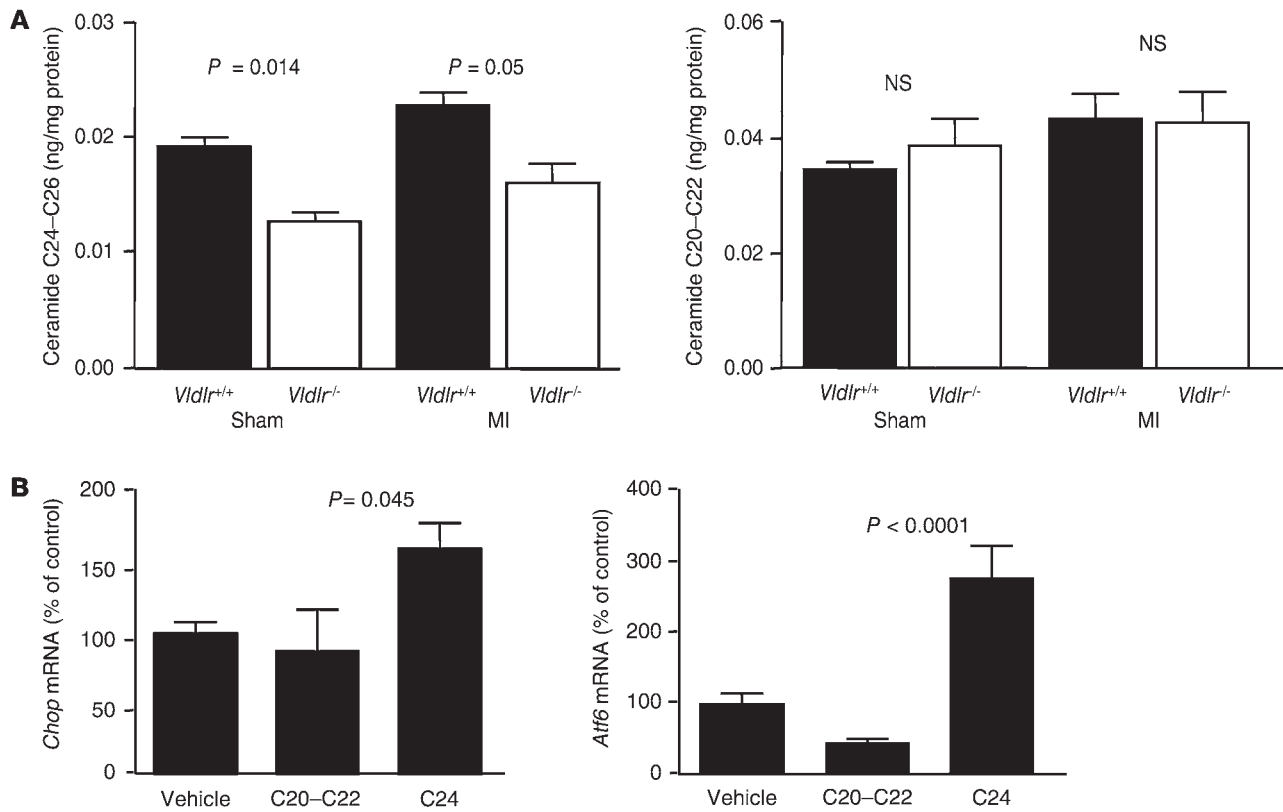 A
Ceramide C24–C26 (ng/mg protein)
0.03
0.02
0.01
0.00
P = 0.014
P = 0.05
Vldlr+/+ Vldlr-/- Vldlr+/+ Vldlr-/-
Sham MI
Ceramide C20–C22 (ng/mg protein)
0.06
0.04
0.02
0.00
NS
NS
Vldlr+/+ Vldlr-/- Vldlr+/+ Vldlr-/-
Sham MI
B
Chop mRNA (% of control)
200
150
100
50
0
P= 0.045
Vehicle C20–C22 C24
Atf6 mRNA (% of control)
400
300
200
100
0
P < 0.0001
Vehicle C20–C22 C24